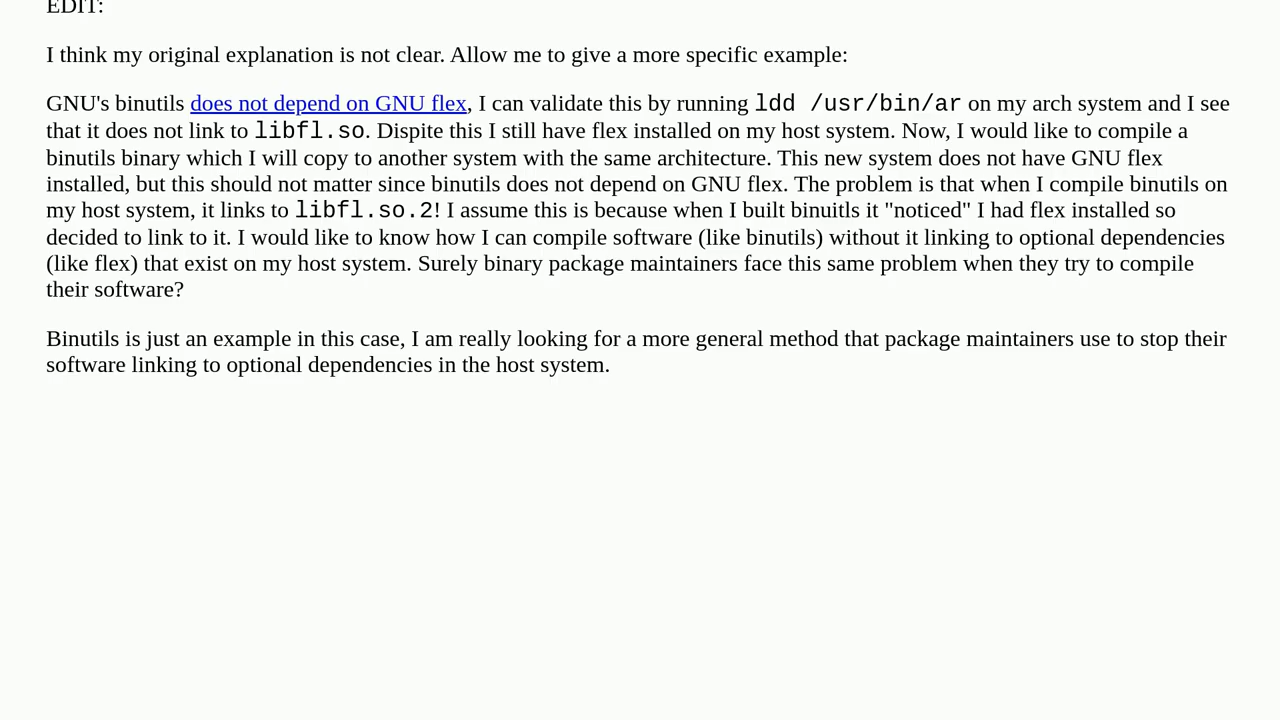 EDIT:
I think my original explanation is not clear. Allow me to give a more specific example:
GNU's binutils does not depend on GNU flex, I can validate this by running ldd /usr/bin/ar on my arch system and I see
that it does not link to libfl.so. Dispite this I still have flex installed on my host system. Now, I would like to compile a
binutils binary which I will copy to another system with the same architecture. This new system does not have GNU flex
installed, but this should not matter since binutils does not depend on GNU flex. The problem is that when I compile binutils on
my host system, it links to libfl.so.2! I assume this is because when I built binuitls it "noticed" I had flex installed so
decided to link to it. I would like to know how I can compile software (like binutils) without it linking to optional dependencies
(like flex) that exist on my host system. Surely binary package maintainers face this same problem when they try to compile
their software?
Binutils is just an example in this case, I am really looking for a more general method that package maintainers use to stop their
software linking to optional dependencies in the host system.